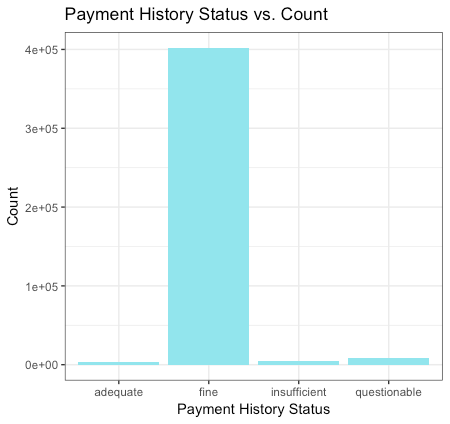 Payment History Status vs. Count
Count
4e+05
3e+05
2e+05
1e+05
0e+00
adequate fine insufficient questionable
Payment History Status